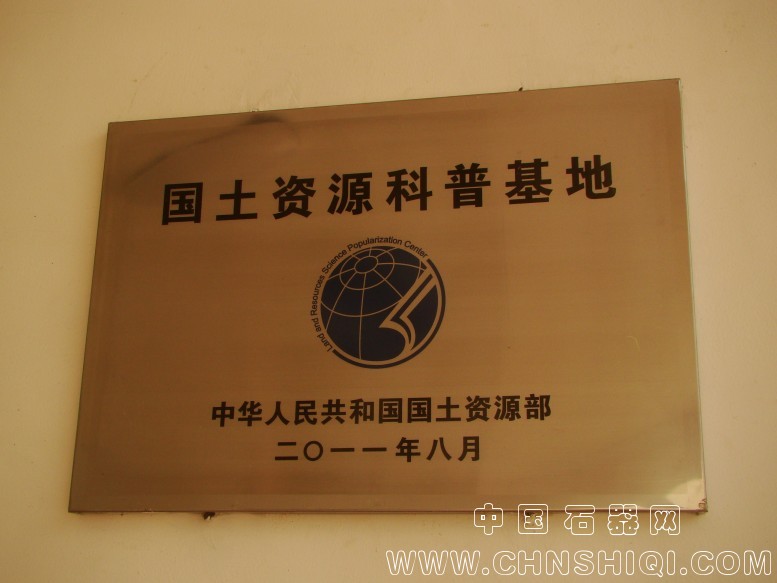 国土资源科普基地
Land and Resources Science Popularization Center
中华人民共和国国土资源部
二〇一一年八月
中国石器网
WWW.CHNSHIQI.COM